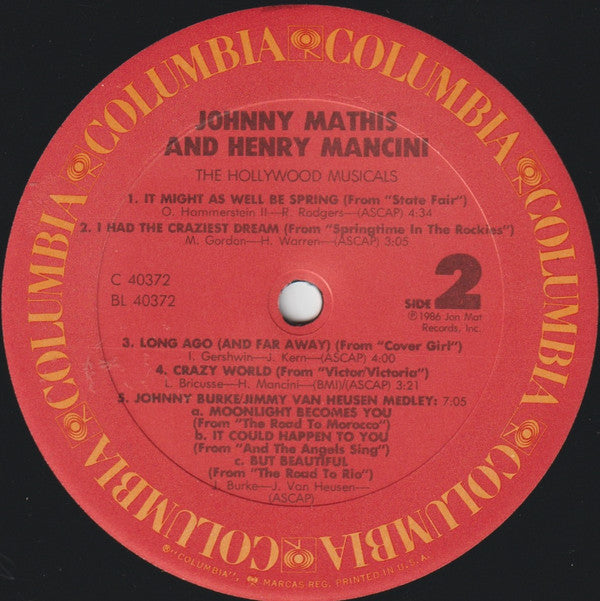 COLUMBIA COLUMBIA COLUMBIA COLUMBIA COLUMBIA COLUMBIA COLUMBIA COLUMBIA
JOHNNY MATHIS
AND HENRY MANCINI
THE HOLLYWOOD MUSICALS
1. IT MIGHT AS WELL BE SPRING (From "State Fair")
O. Hammerstein II—R. Rodgers—(ASCAP) 4:34
2. I HAD THE CRAZIEST DREAM (From "Springtime In The Rockies")
M. Gordon—H. Warren—(ASCAP) 3:05
C 40372
BL 40372
SIDE 2
℗1986 Jon Mat
Records, Inc.
3. LONG AGO (AND FAR AWAY) (From "Cover Girl")
I. Gershwin—J. Kern—(ASCAP) 4:00
4. CRAZY WORLD (From "Victor/Victoria")
L. Bricusse—H. Mancini—(BMI)/(ASCAP) 3:21
5. JOHNNY BURKE/JIMMY VAN HEUSEN MEDLEY: 7:05
a. MOONLIGHT BECOMES YOU
(From "The Road To Morocco")
b. IT COULD HAPPEN TO YOU
(From "And The Angels Sing")
c. BUT BEAUTIFUL
(From "The Road To Rio")
J. Burke—J. Van Heusen—
(ASCAP)
®"COLUMBIA", MARCAS REG. PRINTED IN U.S.A.